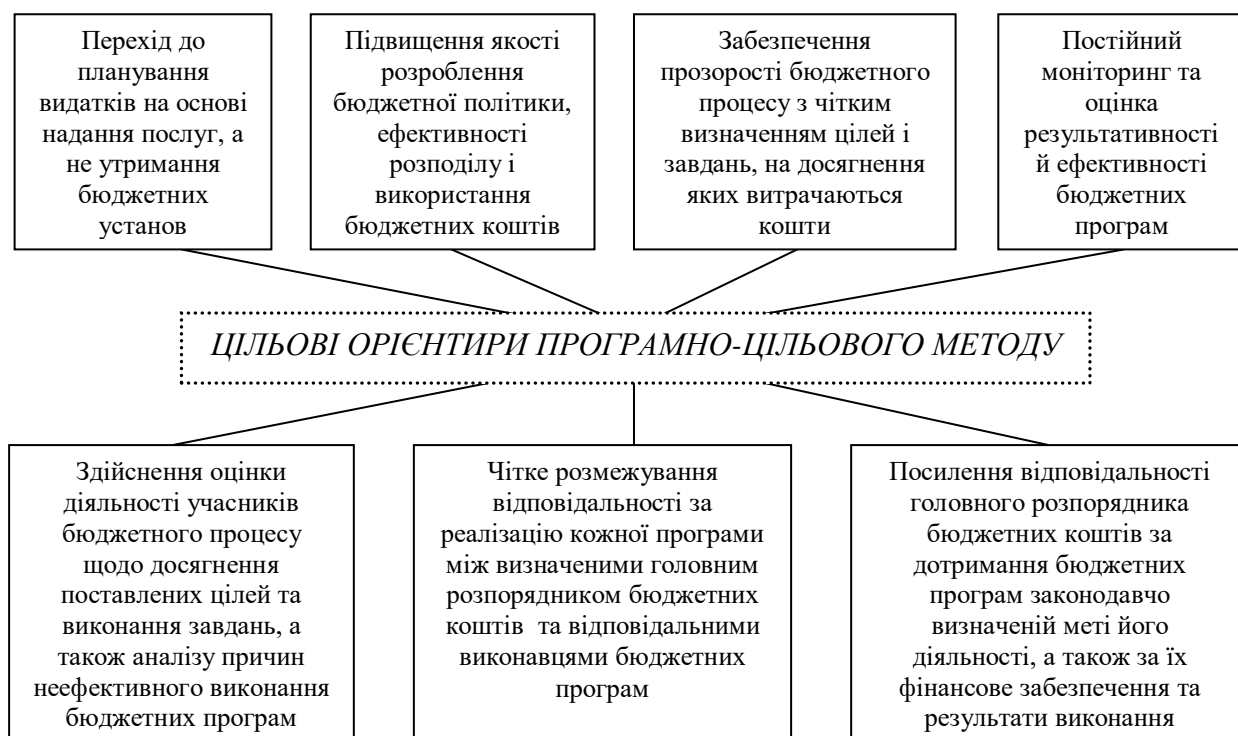 Перехід до
планування
видатків на основі
надання послуг, а
не утримання
бюджетних
установ
Підвищення якості
розроблення
бюджетної політики,
ефективності
розподілу і
використання
бюджетних коштів
Забезпечення
прозорості бюджетного
процесу з чітким
визначенням цілей і
завдань, на досягнення
яких витрачаються
кошти
Постійний
моніторинг та
оцінка
результативності
й ефективності
бюджетних
програм
ЦІЛЬОВІ ОРІЄНТИРИ ПРОГРАМНО-ЦІЛЬОВОГО МЕТОДУ
Здійснення оцінки
діяльності учасників
бюджетного процесу
щодо досягнення
поставлених цілей та
виконання завдань, а
також аналізу причин
неефективного виконання
бюджетних програм
Чітке розмежування
відповідальності за
реалізацію кожної програми
між визначеними головним
розпорядником бюджетних
коштів та відповідальними
виконавцями бюджетних
програм
Посилення відповідальності
головного розпорядника
бюджетних коштів за
дотримання бюджетних
програм законодавчо
визначеній меті його
діяльності, а також за їх
фінансове забезпечення та
результати виконання